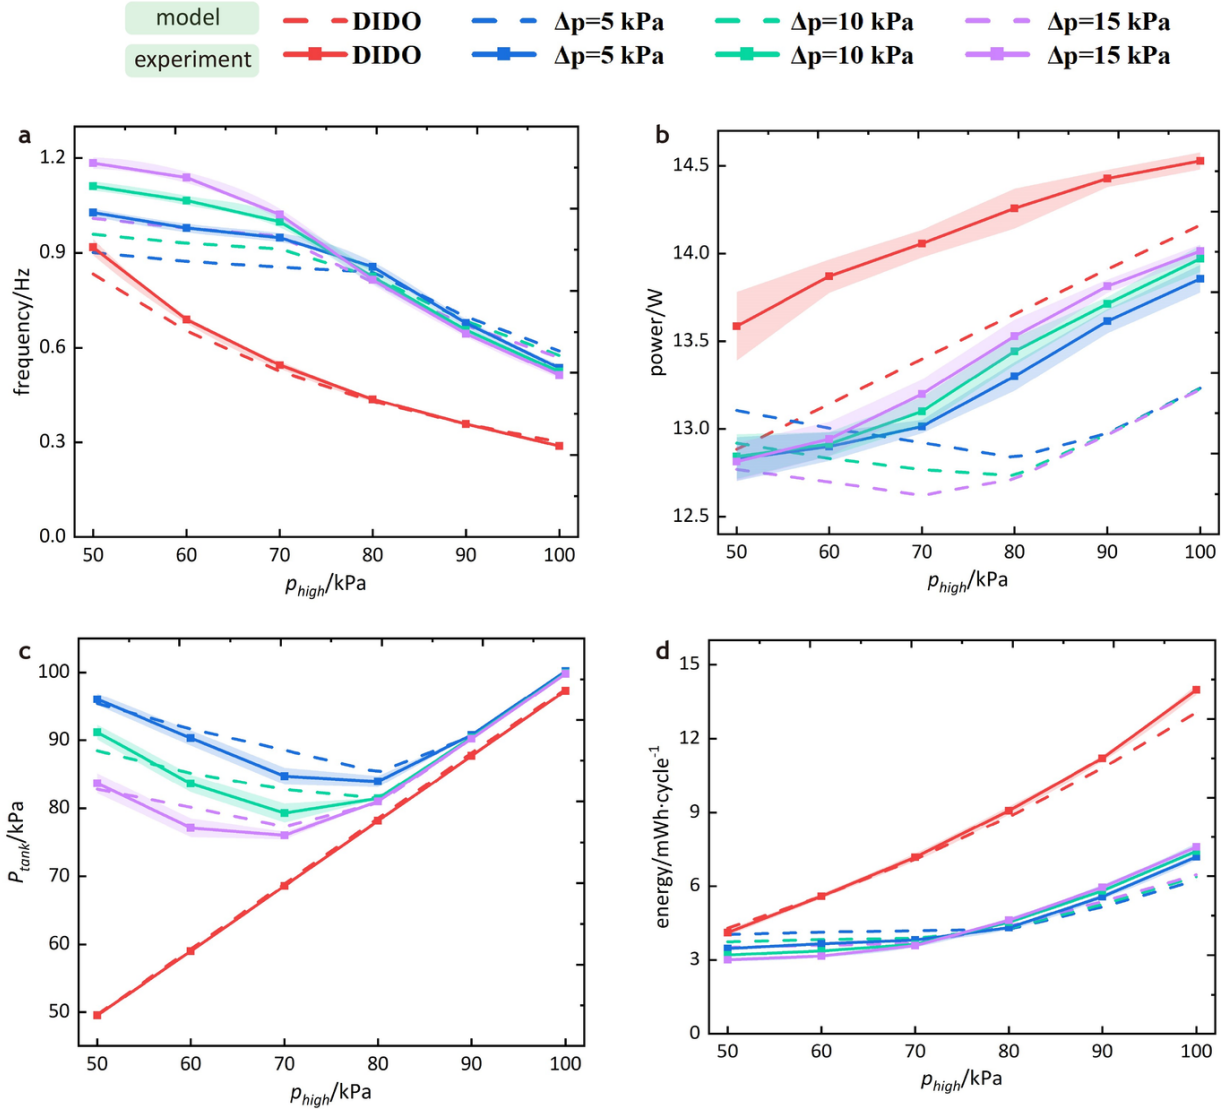 model DIDO Δp=5 kPa Δp=10 kPa Δp=15 kPa
experiment DIDO Δp=5 kPa Δp=10 kPa Δp=15 kPa
a
frequency/Hz
1.2
0.9
0.6
0.3
0.0
50 60 70 80 90 100
p_high/kPa
b
power/W
14.5
14.0
13.5
13.0
12.5
50 60 70 80 90 100
p_high/kPa
c
P_tank/kPa
100
90
80
70
60
50
50 60 70 80 90 100
p_high/kPa
d
energy/mWh·cycle⁻¹
15
12
9
6
3
0
50 60 70 80 90 100
p_high/kPa